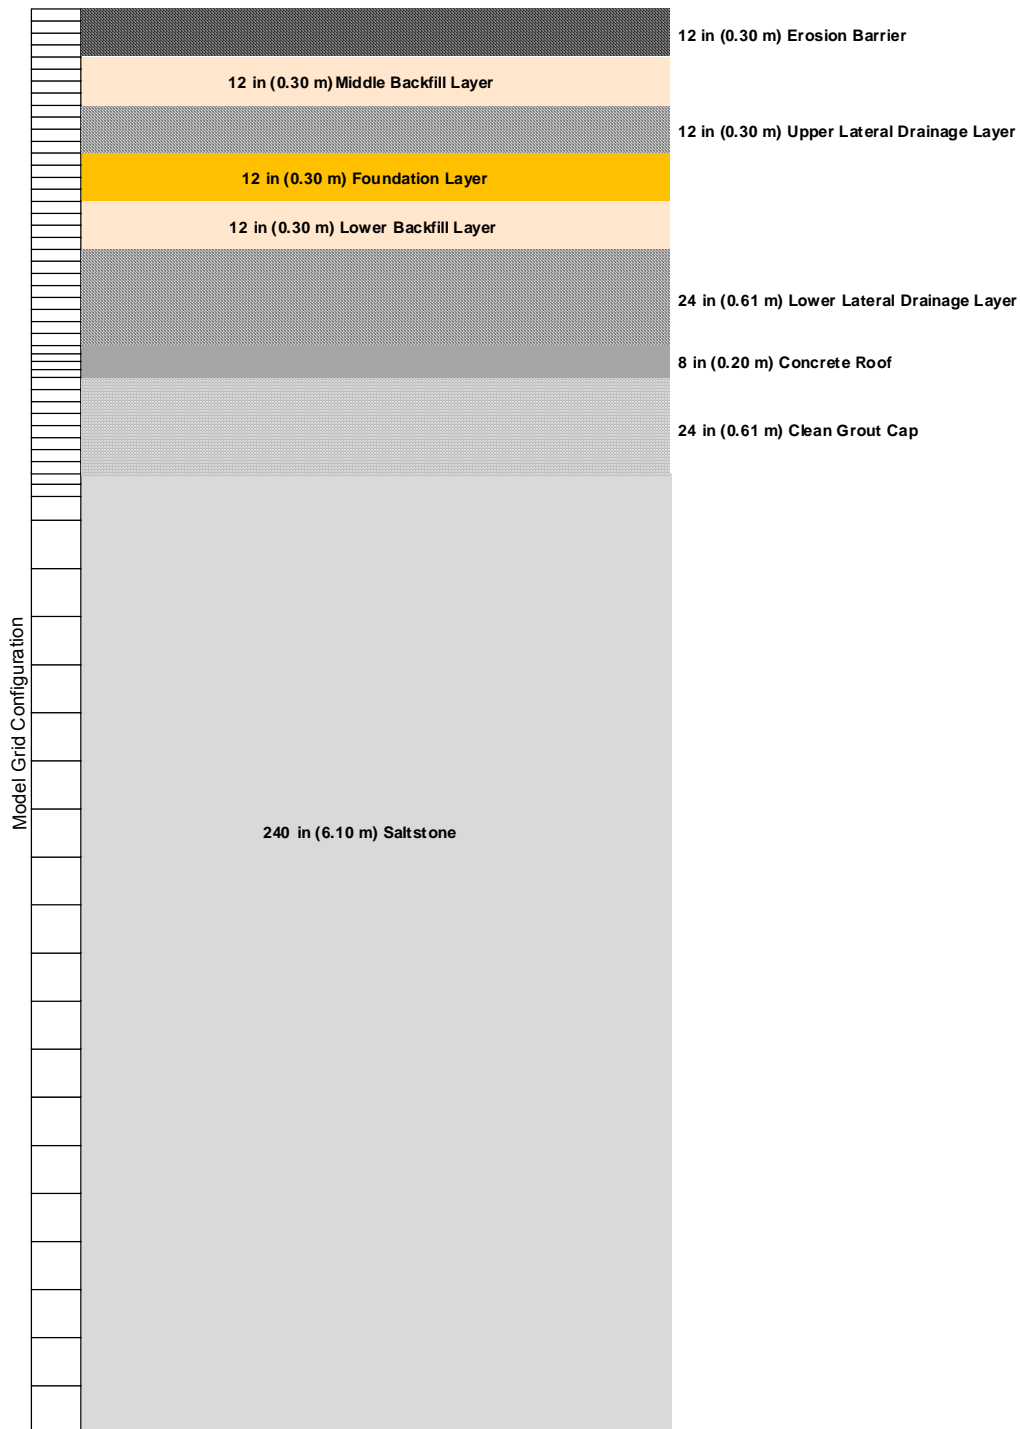 12 in (0.30 m) Erosion Barrier
12 in (0.30 m) Middle Backfill Layer
12 in (0.30 m) Upper Lateral Drainage Layer
12 in (0.30 m) Foundation Layer
12 in (0.30 m) Lower Backfill Layer
24 in (0.61 m) Lower Lateral Drainage Layer
8 in (0.20 m) Concrete Roof
24 in (0.61 m) Clean Grout Cap
Model Grid Configuration
240 in (6.10 m) Saltstone